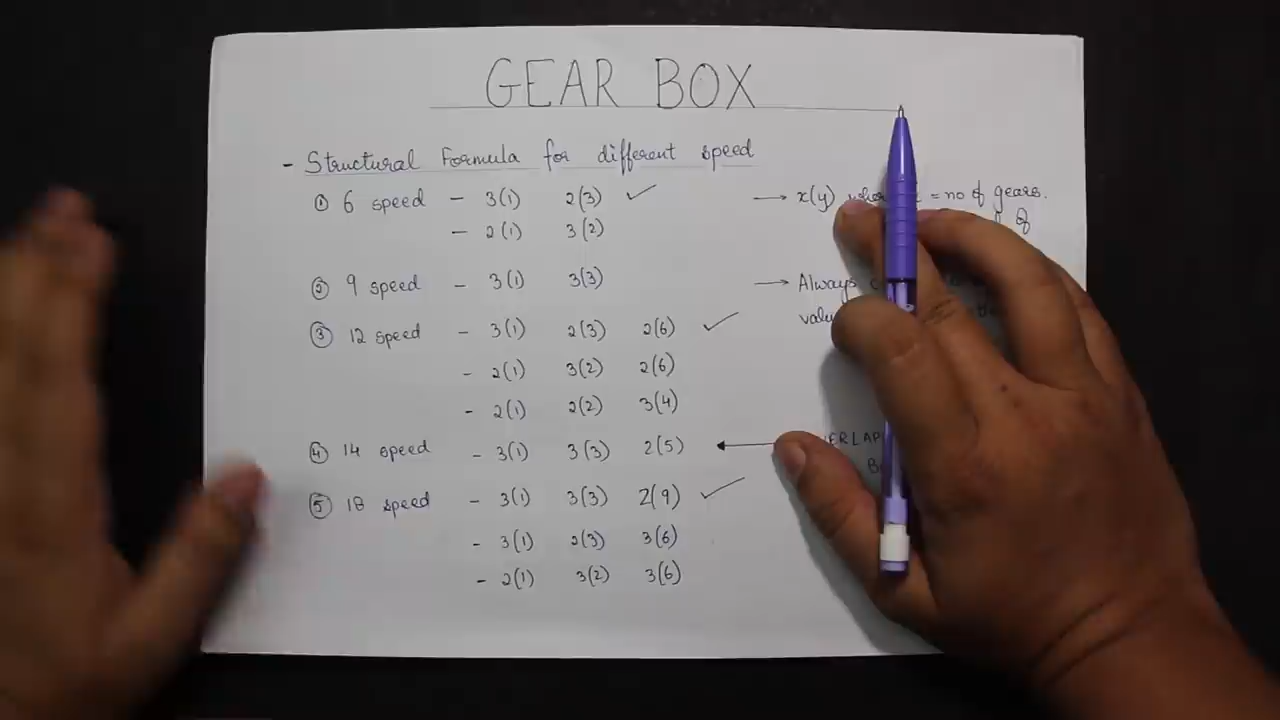 GEAR BOX
- Structural Formula for different speed
① 6 speed - 3(1) 2(3) ✓
- 2(1) 3(2)
② 9 speed - 3(1) 3(3)
③ 12 speed - 3(1) 2(3) 2(6) ✓
- 2(1) 3(2) 2(6)
- 2(1) 2(2) 3(4)
④ 14 speed - 3(1) 3(3) 2(5)
⑤ 18 speed - 3(1) 3(3) 2(9) ✓
- 3(1) 2(3) 3(6)
- 2(1) 3(2) 3(6)
→ x(y) = no of gears.
of
→ Always